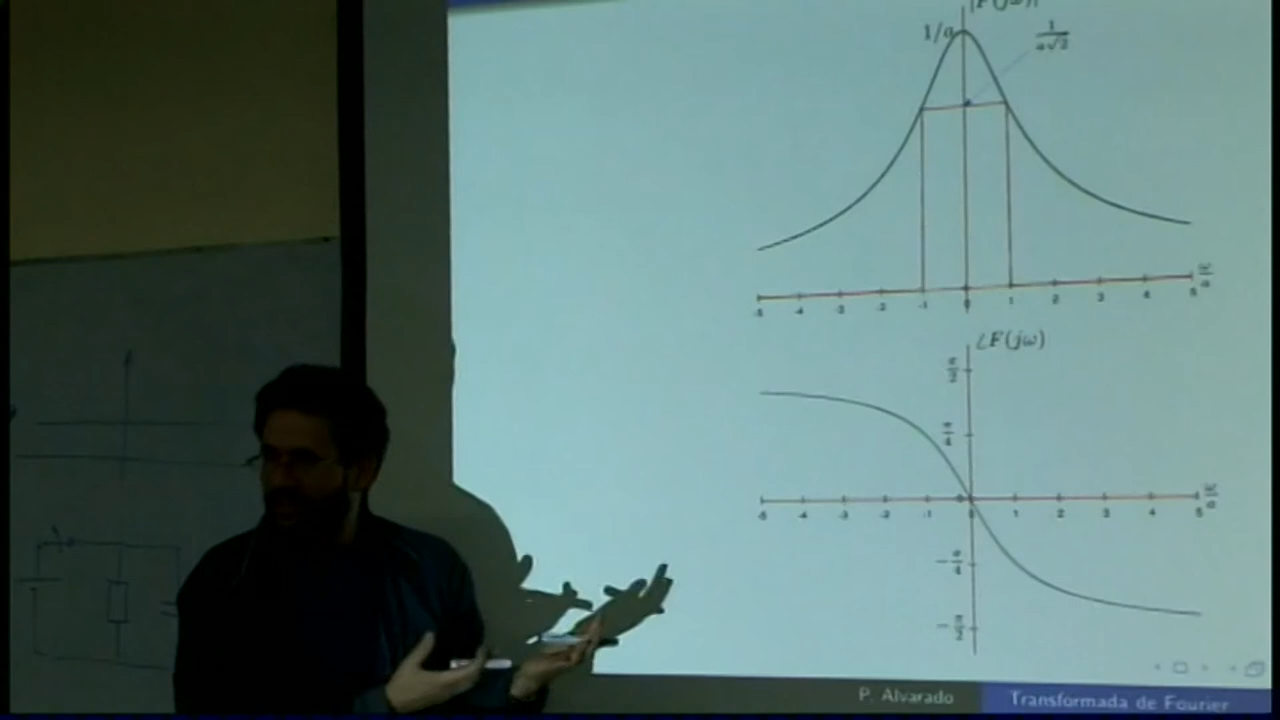 |F(jω)|
1/a
1/(a√2)
-5 -4 -3 -2 -1 0 1 2 3 4 5 ω/a
∠F(jω)
π/2
π/4
-5 -4 -3 -2 -1 0 1 2 3 4 5 ω/a
-π/4
-π/2
P. Alvarado Transformada de Fourier